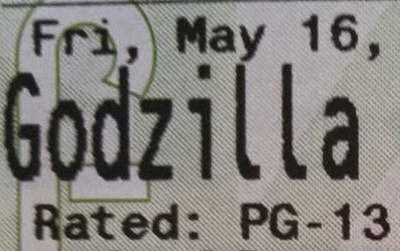 Fri, May 16,
Godzilla
Rated: PG-13